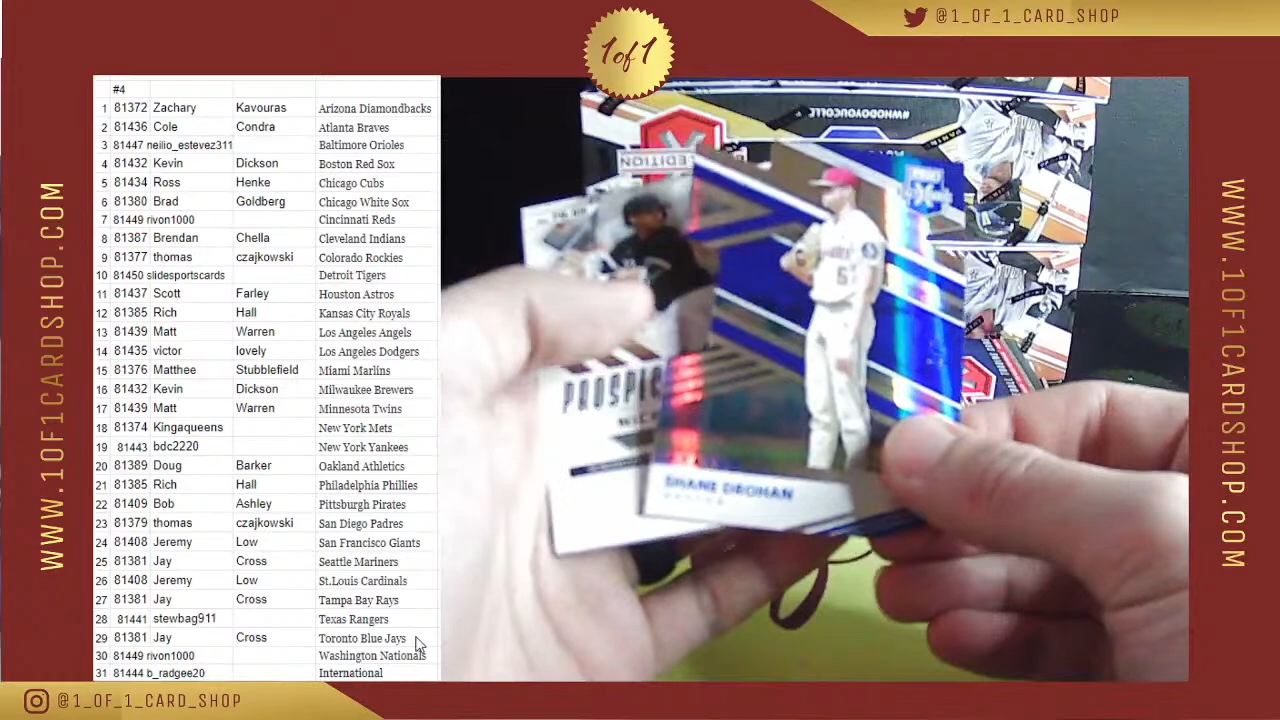 1of1
@1_OF_1_CARD_SHOP
WWW.1OF1CARDSHOP.COM
#4
1 81372 Zachary Kavouras Arizona Diamondbacks
2 81436 Cole Condra Atlanta Braves
3 81447 neilio_estevez311 Baltimore Orioles
4 81432 Kevin Dickson Boston Red Sox
5 81434 Ross Henke Chicago Cubs
6 81380 Brad Goldberg Chicago White Sox
7 81449 rivon1000 Cincinnati Reds
8 81387 Brendan Chella Cleveland Indians
9 81377 thomas czajkowski Colorado Rockies
10 81450 slidesportscards Detroit Tigers
11 81437 Scott Farley Houston Astros
12 81385 Rich Hall Kansas City Royals
13 81439 Matt Warren Los Angeles Angels
14 81435 victor lovely Los Angeles Dodgers
15 81376 Matthee Stubblefield Miami Marlins
16 81432 Kevin Dickson Milwaukee Brewers
17 81439 Matt Warren Minnesota Twins
18 81374 Kingaqueens New York Mets
19 81443 bdc2220 New York Yankees
20 81389 Doug Barker Oakland Athletics
21 81385 Rich Hall Philadelphia Phillies
22 81409 Bob Ashley Pittsburgh Pirates
23 81379 thomas czajkowski San Diego Padres
24 81408 Jeremy Low San Francisco Giants
25 81381 Jay Cross Seattle Mariners
26 81408 Jeremy Low St.Louis Cardinals
27 81381 Jay Cross Tampa Bay Rays
28 81441 stewbag911 Texas Rangers
29 81381 Jay Cross Toronto Blue Jays
30 81449 rivon1000 Washington Nationals
31 81444 b_radgee20 International
#WHODOYOUCOLLE
EDITION
PROSPEC
SHANE DROHAN
WWW.1OF1CARDSHOP.COM
@1_OF_1_CARD_SHOP